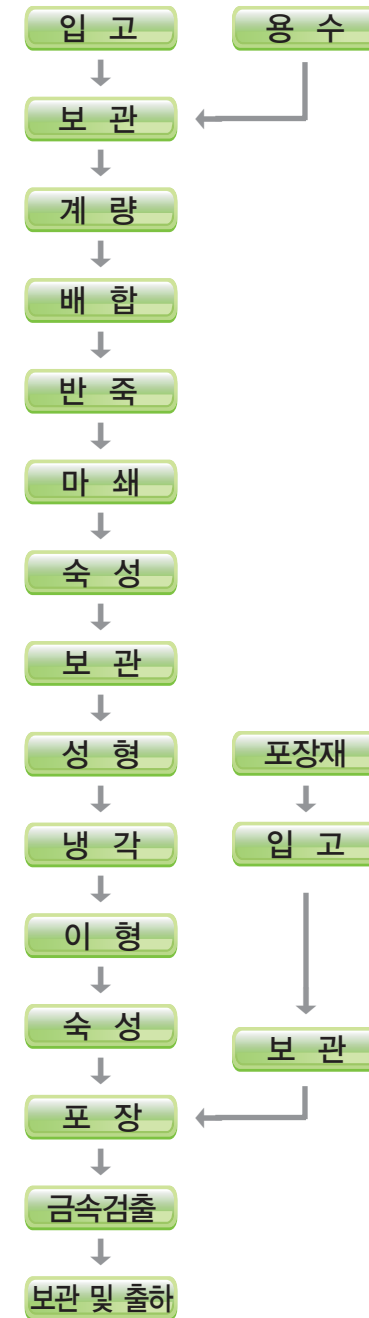 입 고
용 수
보 관
계 량
배 합
반 죽
마 쇄
숙 성
보 관
성 형
포장재
냉 각
입 고
이 형
숙 성
보 관
포 장
금속검출
보관 및 출하